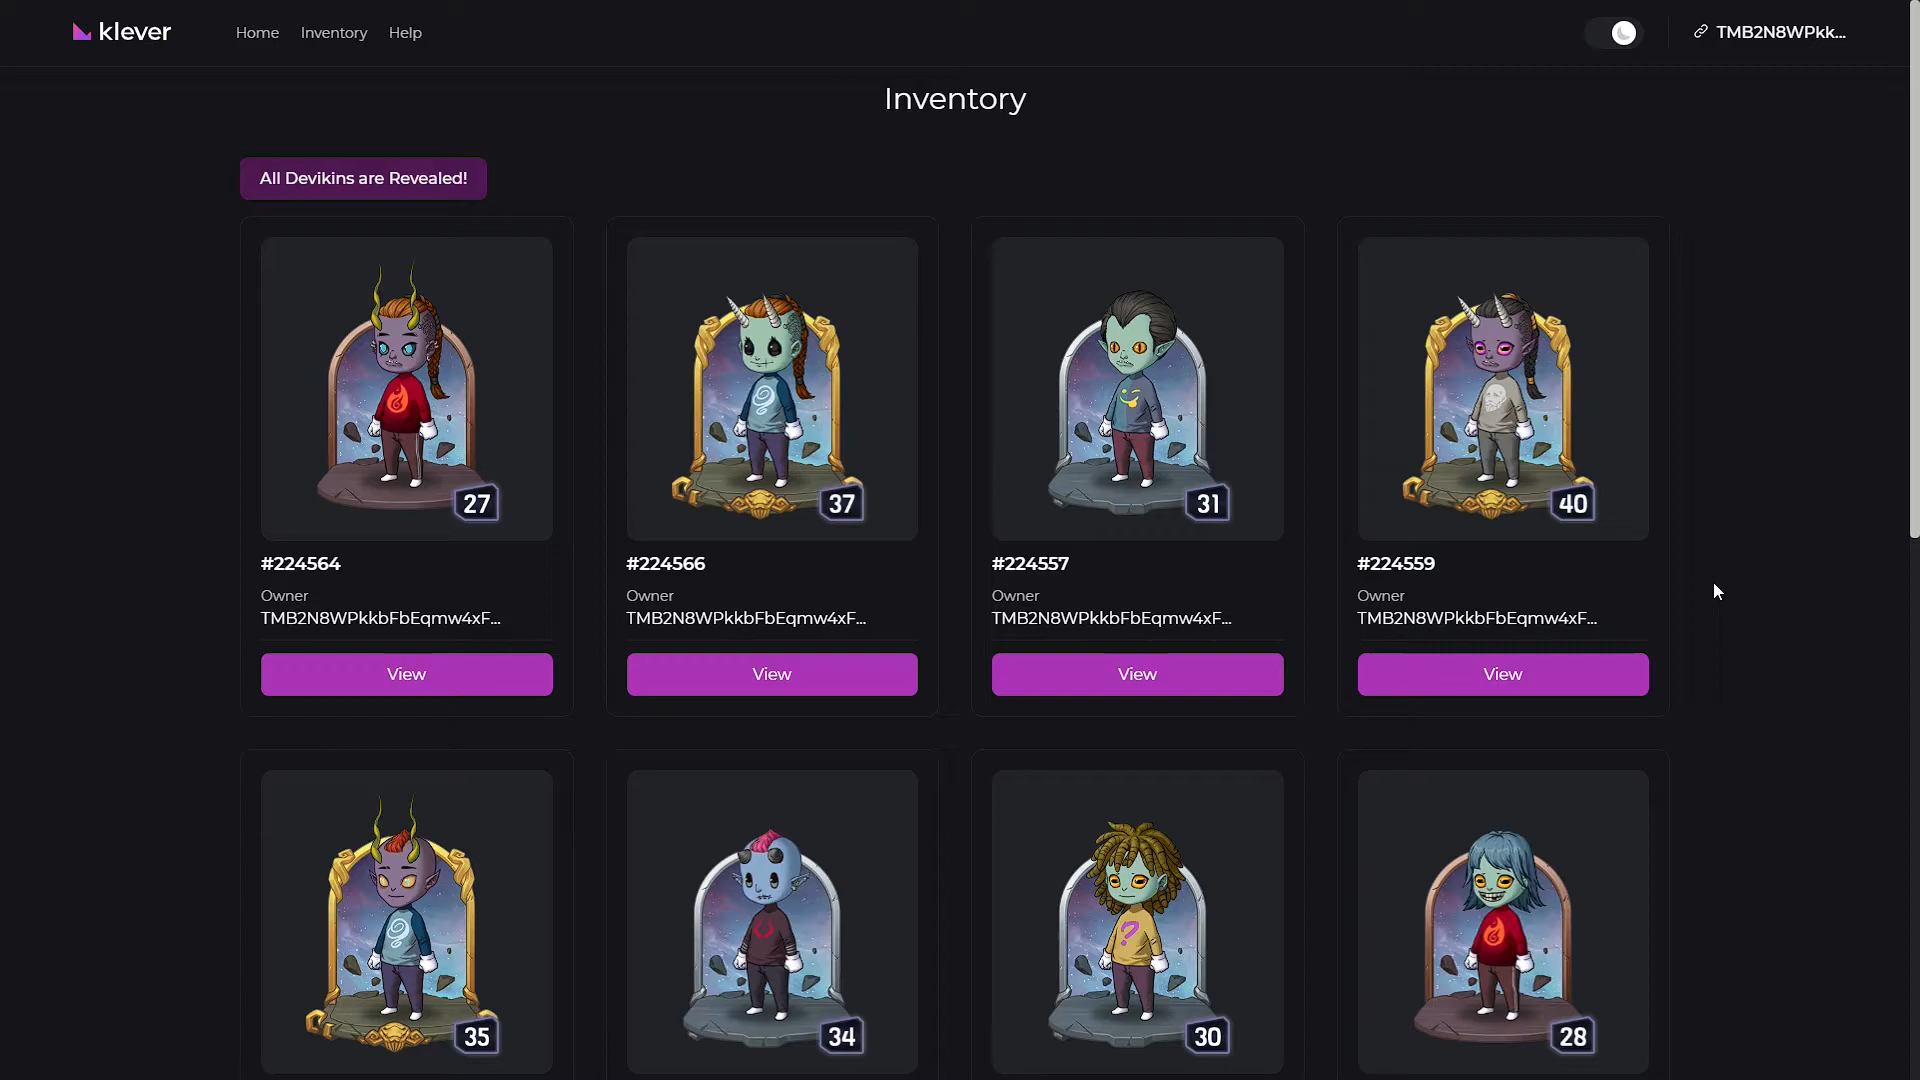 klever
Home Inventory Help
TMB2N8WPkk...
Inventory
All Devikins are Revealed!
27
37
31
40
#224564
#224566
#224557
#224559
Owner
Owner
Owner
Owner
TMB2N8WPkkbFbEqmw4xF...
TMB2N8WPkkbFbEqmw4xF...
TMB2N8WPkkbFbEqmw4xF...
TMB2N8WPkkbFbEqmw4xF...
View
View
View
View
?
35
34
30
28